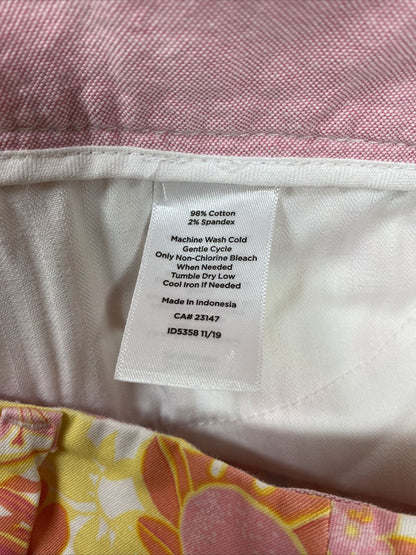 98% Cotton
2% Spandex
Machine Wash Cold
Gentle Cycle
Only Non-Chlorine Bleach
When Needed
Tumble Dry Low
Cool Iron if Needed
Made in Indonesia
CA# 23147
ID5358 11/19